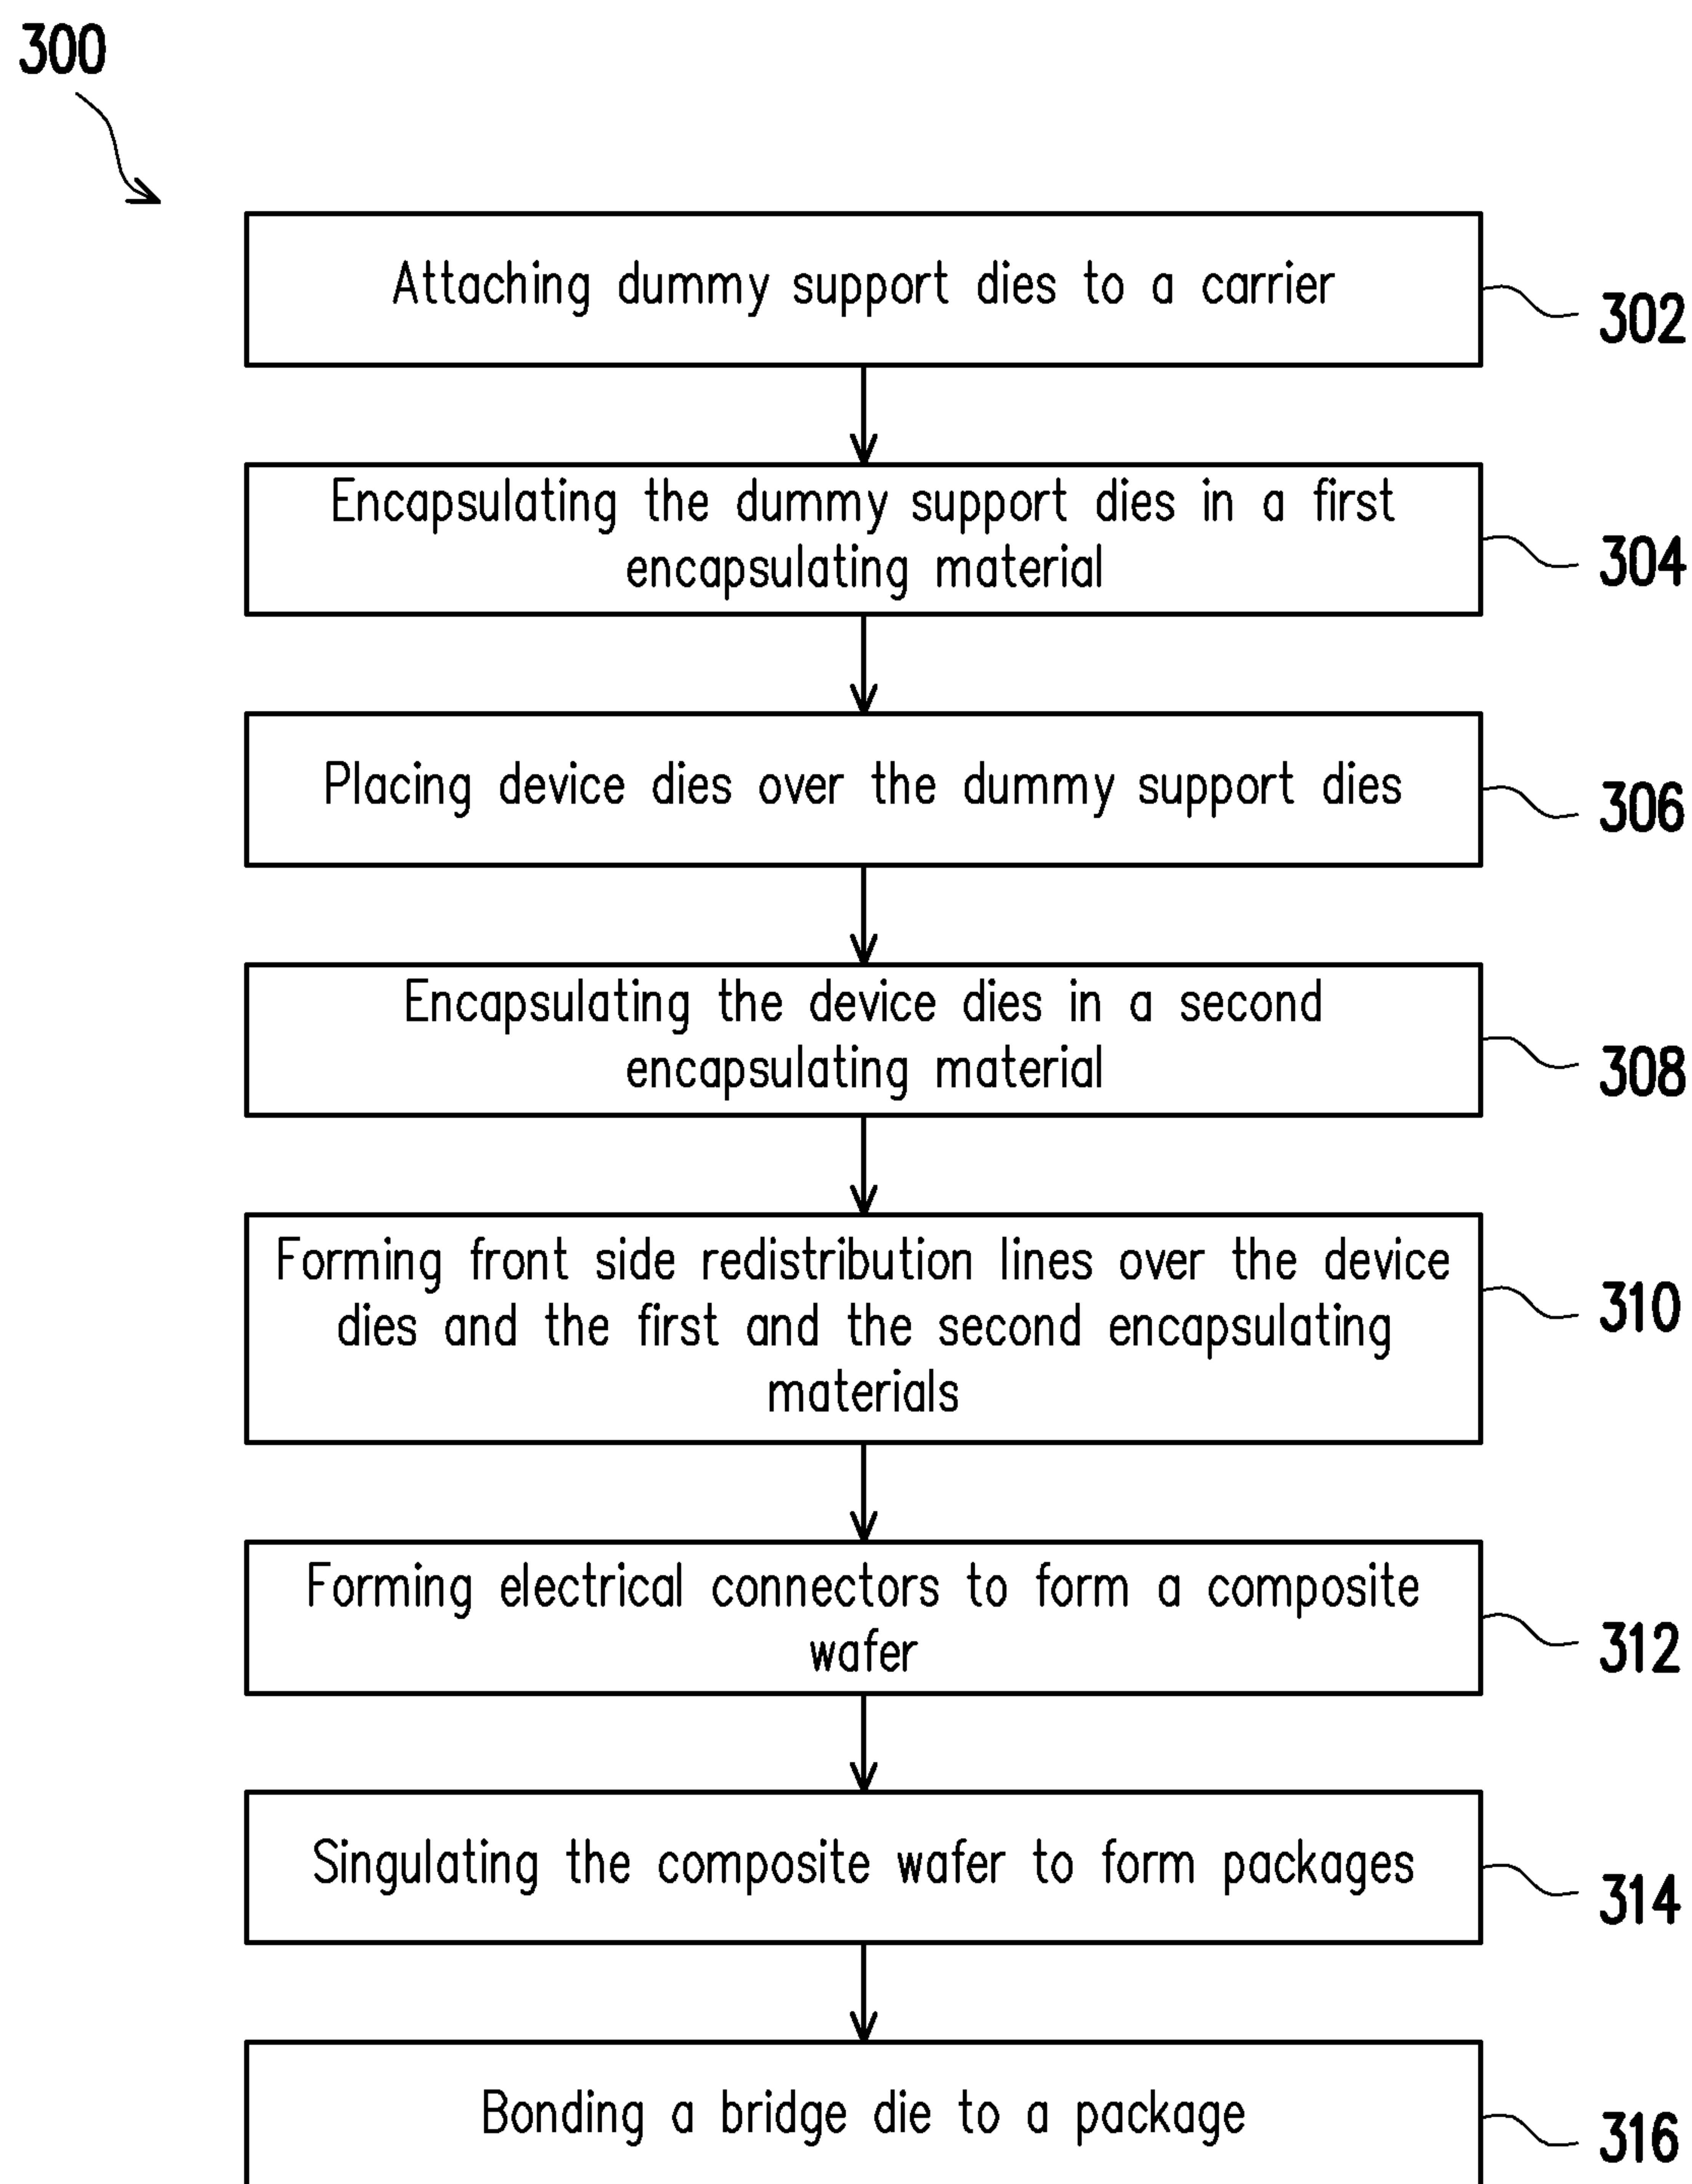 300
Attaching dummy support dies to a carrier
302
Encapsulating the dummy support dies in a first
encapsulating material
304
Placing device dies over the dummy support dies
306
Encapsulating the device dies in a second
encapsulating material
308
Forming front side redistribution lines over the device
dies and the first and the second encapsulating
materials
310
Forming electrical connectors to form a composite
wafer
312
Singulating the composite wafer to form packages
314
Bonding a bridge die to a package
316